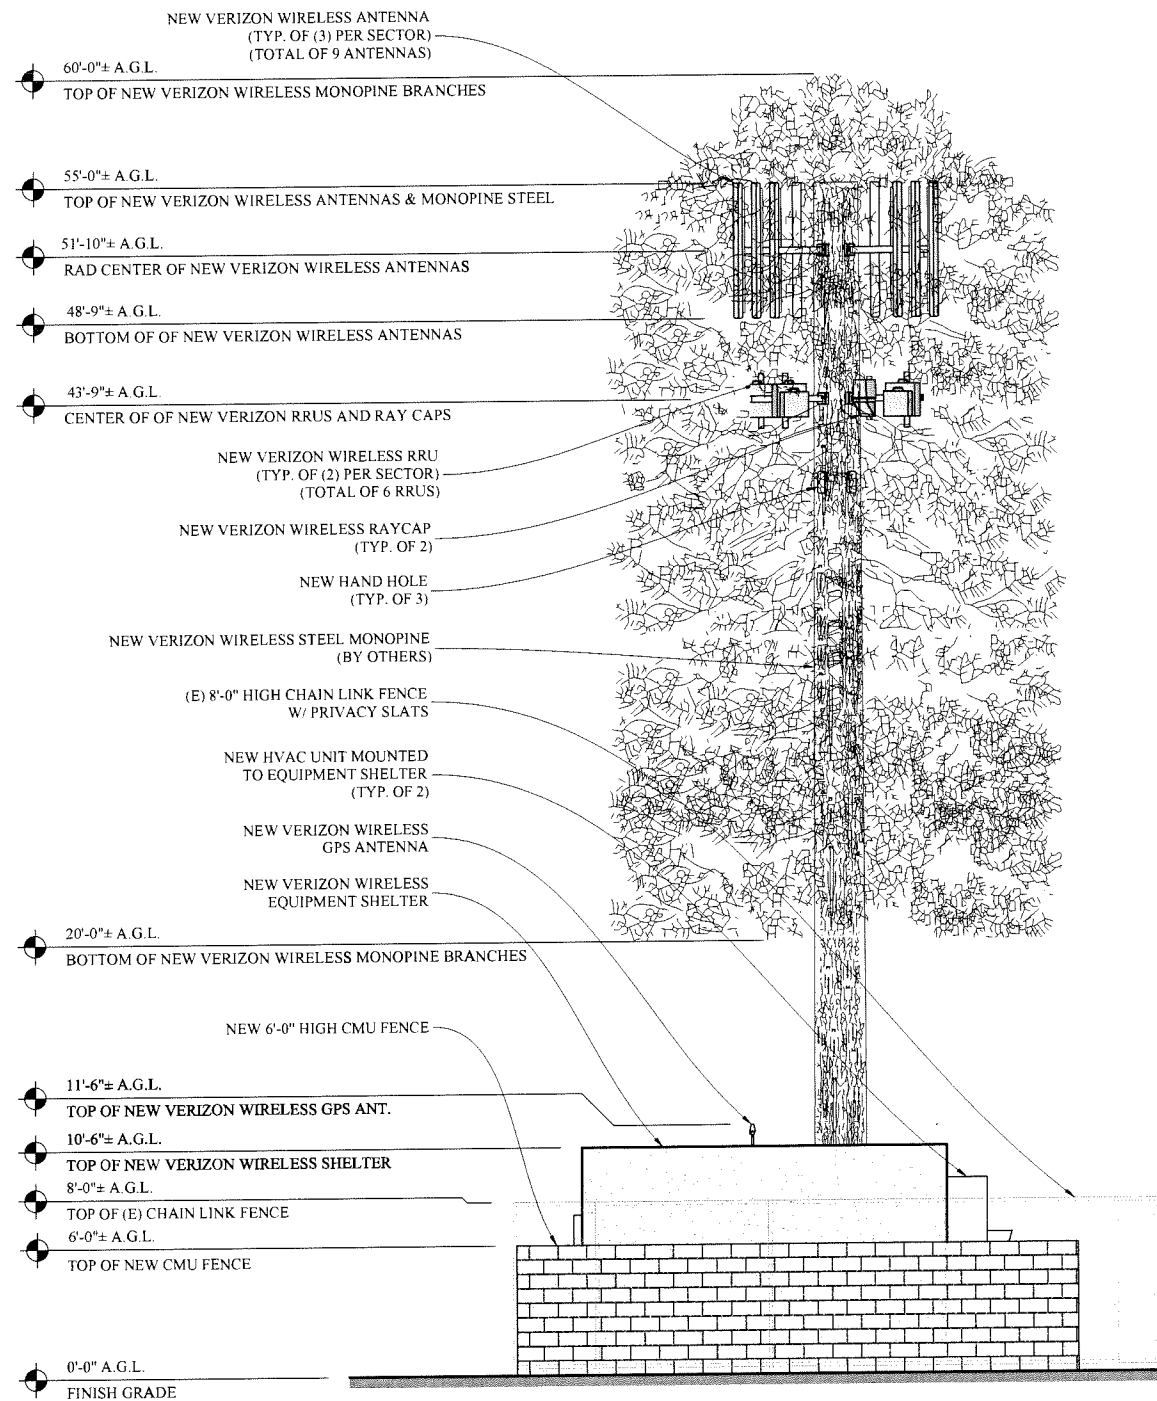 NEW VERIZON WIRELESS ANTENNA
(TYP. OF (3) PER SECTOR)
(TOTAL OF 9 ANTENNAS)
60'-0"± A.G.L.
TOP OF NEW VERIZON WIRELESS MONOPINE BRANCHES
55'-0"± A.G.L.
TOP OF NEW VERIZON WIRELESS ANTENNAS & MONOPINE STEEL
51'-10"± A.G.L.
RAD CENTER OF NEW VERIZON WIRELESS ANTENNAS
48'-9"± A.G.L.
BOTTOM OF OF NEW VERIZON WIRELESS ANTENNAS
43'-9"± A.G.L.
CENTER OF OF NEW VERIZON RRUS AND RAY CAPS
NEW VERIZON WIRELESS RRU
(TYP. OF (2) PER SECTOR)
(TOTAL OF 6 RRUS)
NEW VERIZON WIRELESS RAYCAP
(TYP. OF 2)
NEW HAND HOLE
(TYP. OF 3)
NEW VERIZON WIRELESS STEEL MONOPINE
(BY OTHERS)
(E) 8'-0" HIGH CHAIN LINK FENCE
W/ PRIVACY SLATS
NEW HVAC UNIT MOUNTED
TO EQUIPMENT SHELTER
(TYP. OF 2)
NEW VERIZON WIRELESS
GPS ANTENNA
NEW VERIZON WIRELESS
EQUIPMENT SHELTER
20'-0"± A.G.L.
BOTTOM OF NEW VERIZON WIRELESS MONOPINE BRANCHES
NEW 6'-0" HIGH CMU FENCE
11'-6"± A.G.L.
TOP OF NEW VERIZON WIRELESS GPS ANT.
10'-6"± A.G.L.
TOP OF NEW VERIZON WIRELESS SHELTER
8'-0"± A.G.L.
TOP OF (E) CHAIN LINK FENCE
6'-0"± A.G.L.
TOP OF NEW CMU FENCE
0'-0" A.G.L.
FINISH GRADE